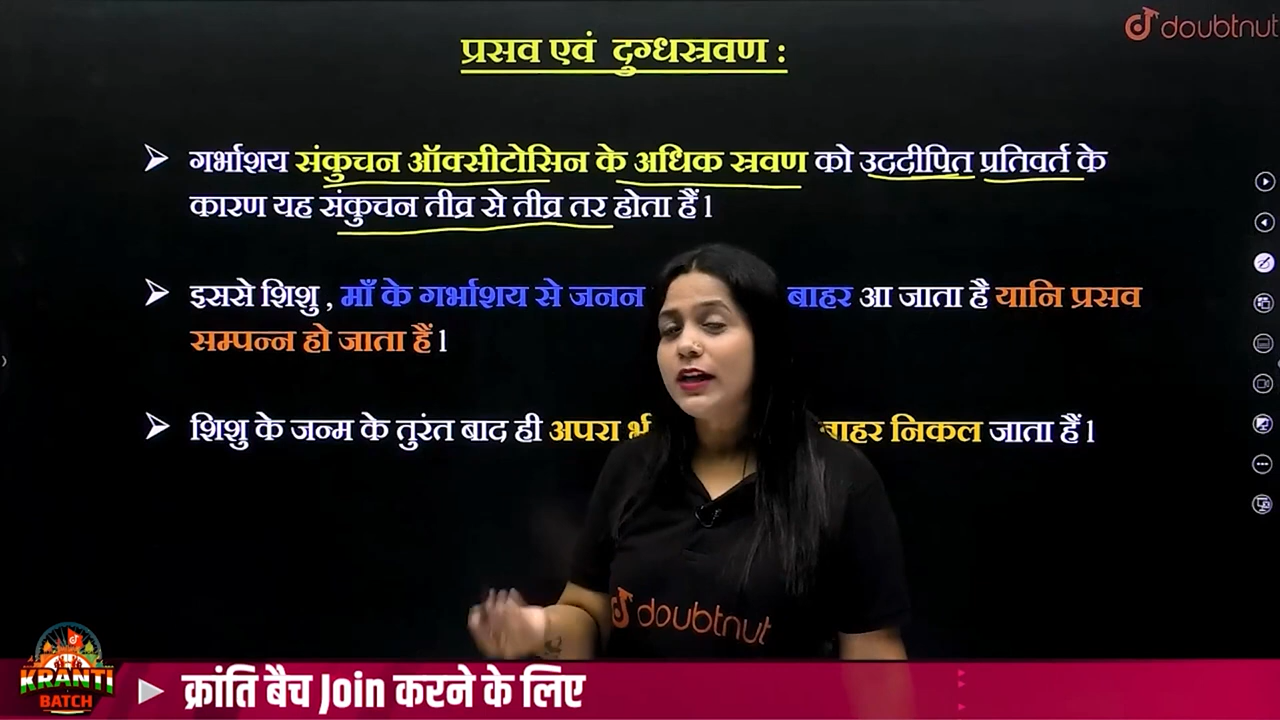 doubtnut
प्रसव एवं दुग्धस्रवण :
गर्भाशय संकुचन ऑक्सीटोसिन के अधिक स्रवण को उददीपित प्रतिवर्त के
कारण यह संकुचन तीव्र से तीव्र तर होता हैं l
इससे शिशु , माँ के गर्भाशय से जनन बाहर आ जाता है यानि प्रसव
सम्पन्न हो जाता हैं l
शिशु के जन्म के तुरंत बाद ही अपरा बाहर निकल जाता हैं l
doubtnut
KRANTI
BATCH
क्रांति बैच Join करने के लिए